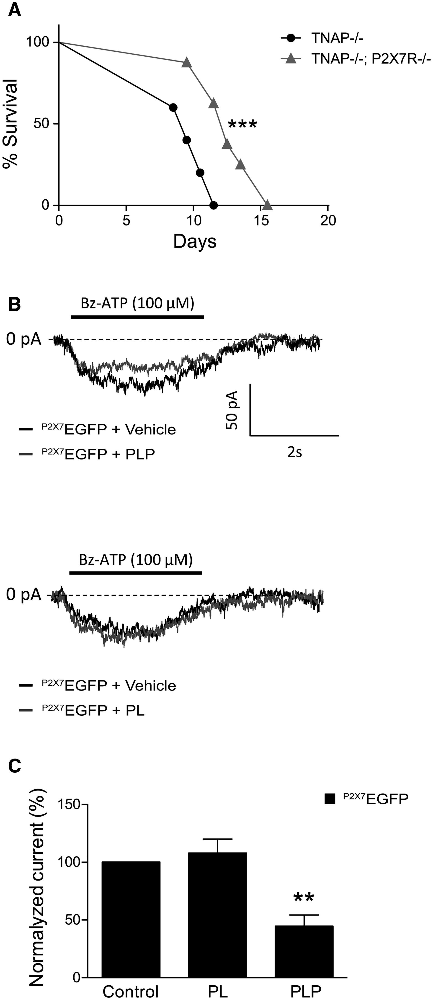 A
TNAP-/-
TNAP-/-; P2X7R-/-
% Survival
100
50
0
***
0 5 10 15 20
Days
B
Bz-ATP (100 μM)
0 pA
50 pA
2s
P2X7EGFP + Vehicle
P2X7EGFP + PLP
Bz-ATP (100 μM)
0 pA
P2X7EGFP + Vehicle
P2X7EGFP + PL
C
P2X7EGFP
Normalyzed current (%)
150
100
50
0
**
Control PL PLP